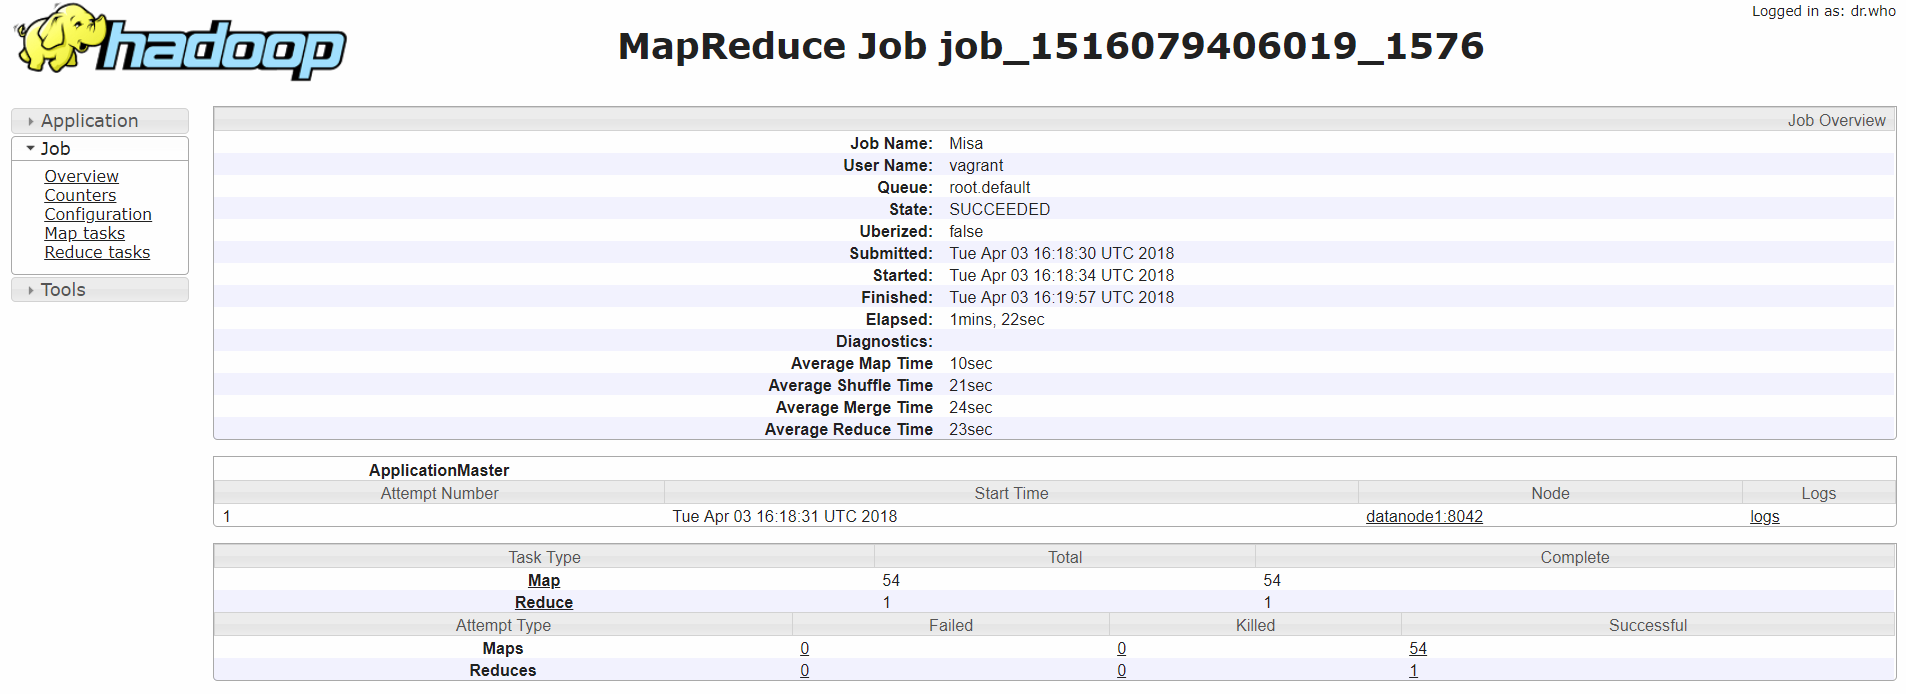 hadoop
Logged in as: dr.who
MapReduce Job job_1516079406019_1576
Application
Job
Overview
Counters
Configuration
Map tasks
Reduce tasks
Tools
Job Overview
Job Name: Misa
User Name: vagrant
Queue: root.default
State: SUCCEEDED
Uberized: false
Submitted: Tue Apr 03 16:18:30 UTC 2018
Started: Tue Apr 03 16:18:34 UTC 2018
Finished: Tue Apr 03 16:19:57 UTC 2018
Elapsed: 1mins, 22sec
Diagnostics:
Average Map Time 10sec
Average Shuffle Time 21sec
Average Merge Time 24sec
Average Reduce Time 23sec
ApplicationMaster
Attempt Number Start Time Node Logs
1 Tue Apr 03 16:18:31 UTC 2018 datanode1:8042 logs
Task Type Total Complete
Map 54 54
Reduce 1 1
Attempt Type Failed Killed Successful
Maps 0 0 54
Reduces 0 0 1